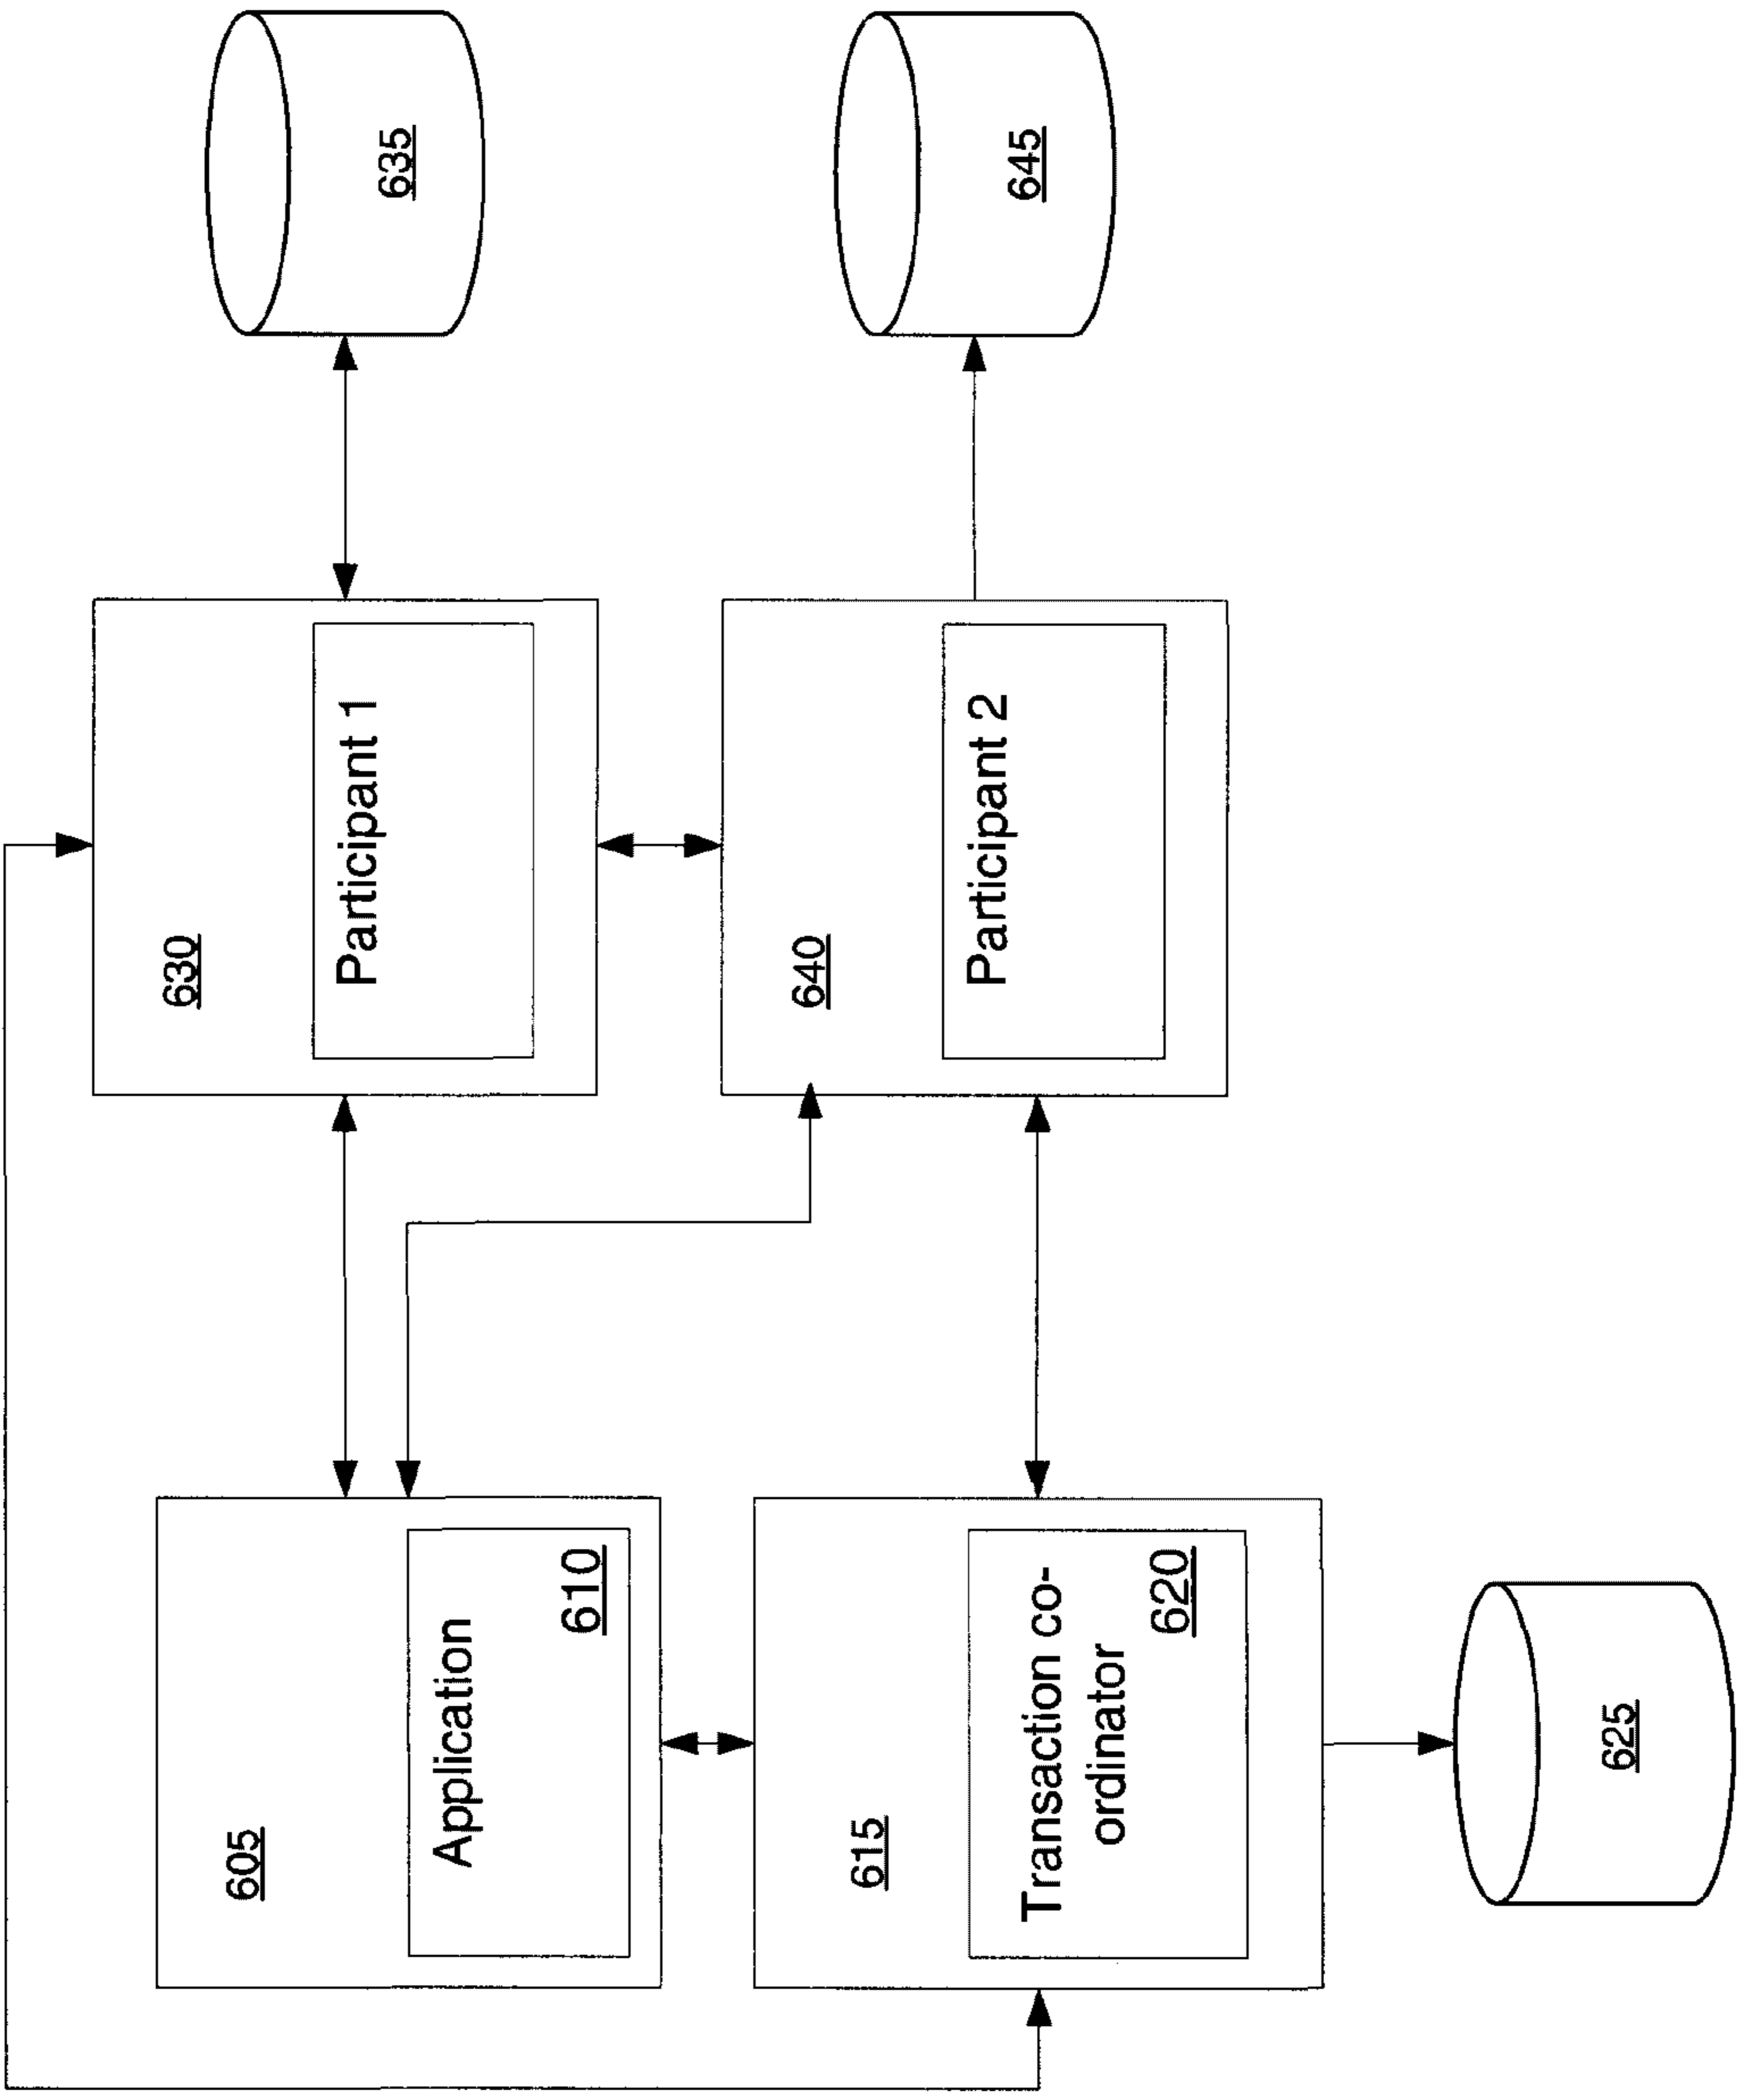 605
Application
610
630
Participant 1
635
615
Transaction co-
ordinator
620
640
Participant 2
645
625